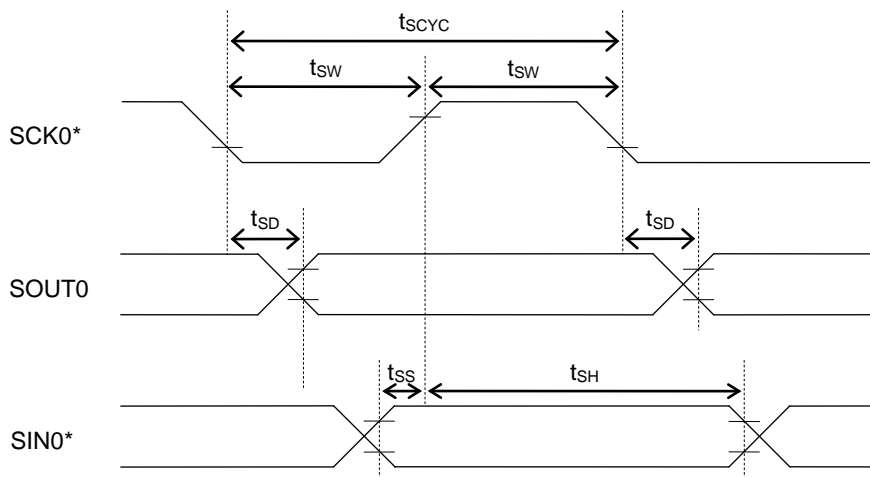 tSCYC
tSW tSW
SCK0*
tSD tSD
SOUT0
tSS tSH
SIN0*